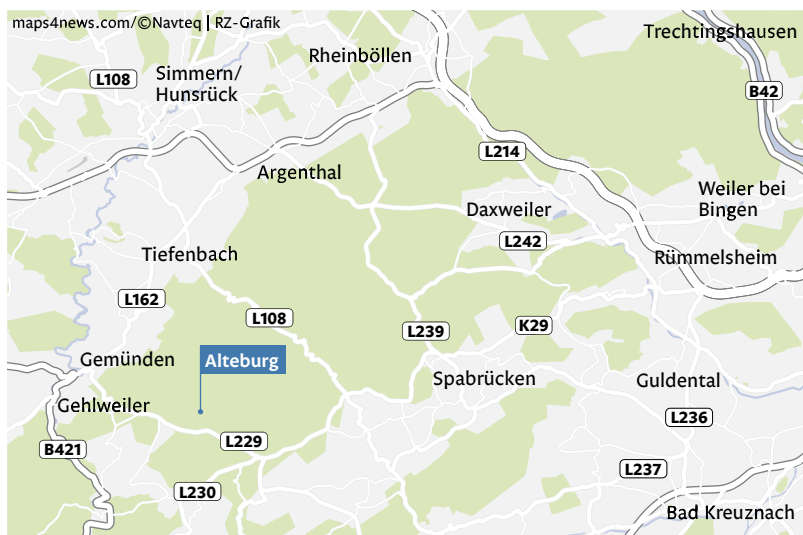 maps4news.com/©Navteq | RZ-Grafik
Trechtingshausen
Rheinböllen
Simmern/
Hunsrück
L108
B42
L214
Argenthal
Weiler bei
Bingen
Daxweiler
L242
Tiefenbach
Rümmelsheim
L162
L108
L239
K29
Gemünden
Alteburg
Spabrücken
Guldental
Gehlweiler
L236
L229
B421
L237
L230
Bad Kreuznach